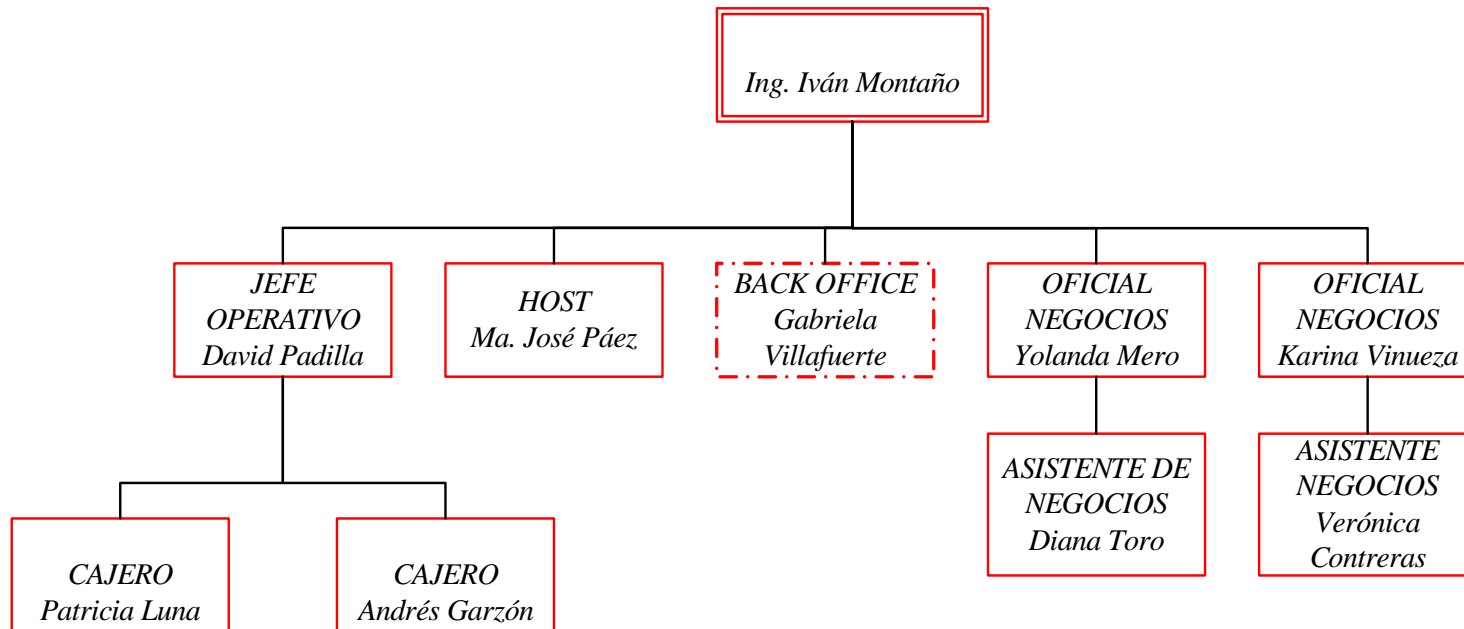 Ing. Iván Montaño
JEFE
OPERATIVO
David Padilla
HOST
Ma. José Páez
BACK OFFICE
Gabriela
Villafuerte
OFICIAL
NEGOCIOS
Yolanda Mero
OFICIAL
NEGOCIOS
Karina Vinueza
ASISTENTE DE
NEGOCIOS
Diana Toro
ASISTENTE
NEGOCIOS
Verónica
Contreras
CAJERO
Patricia Luna
CAJERO
Andrés Garzón